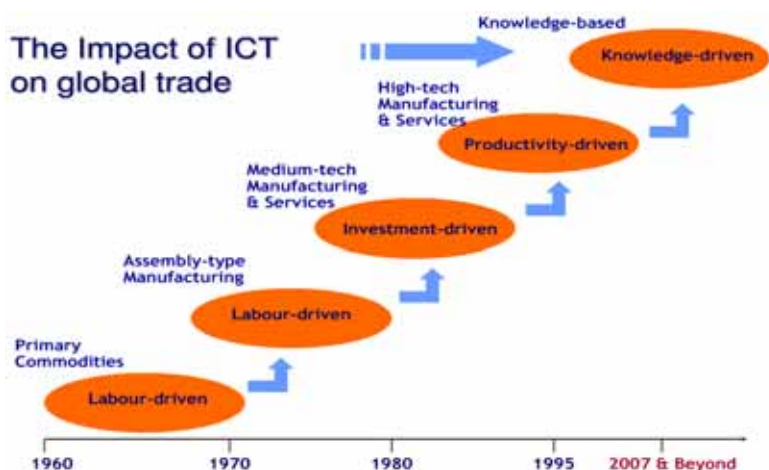 The Impact of ICT
on global trade
Knowledge-based
Knowledge-driven
High-tech
Manufacturing
& Services
Productivity-driven
Medium-tech
Manufacturing
& Services
Investment-driven
Assembly-type
Manufacturing
Labour-driven
Primary
Commodities
Labour-driven
1960
1970
1980
1995
2007 & Beyond